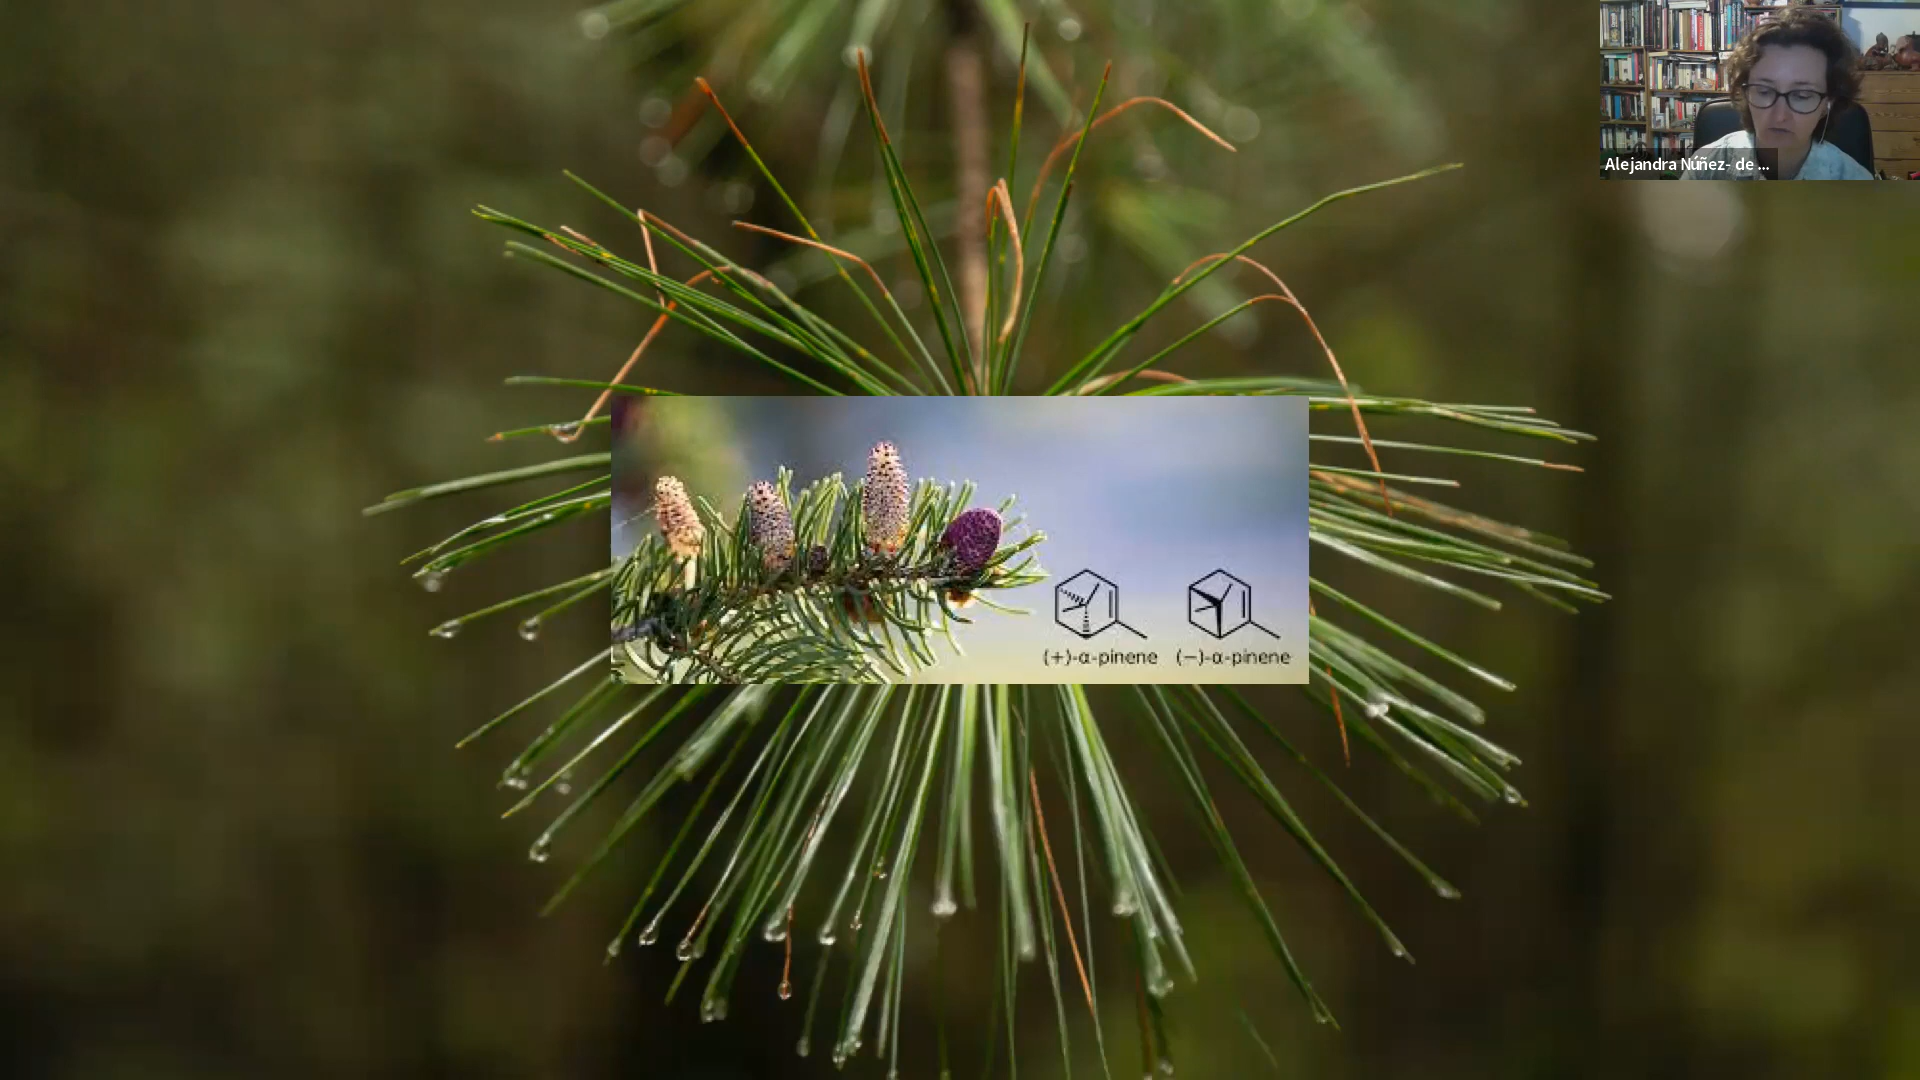 Alejandra Núñez- de ...
(+)-α-pinene (−)-α-pinene